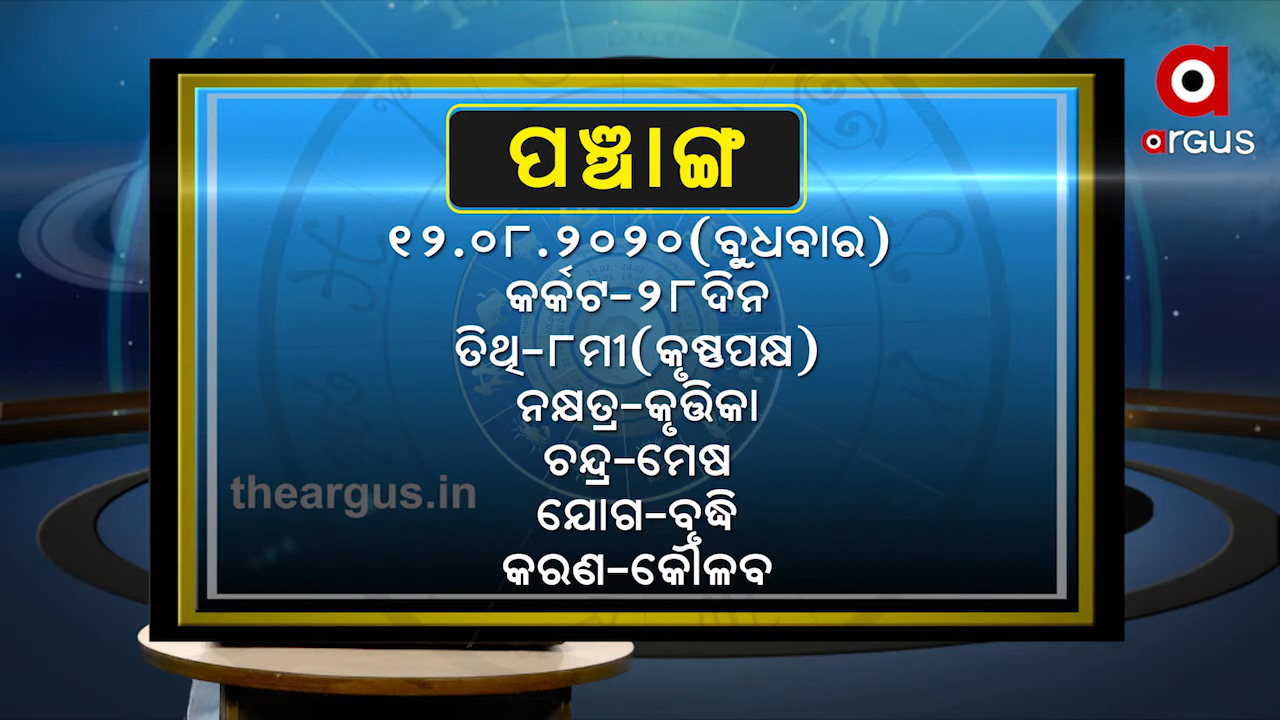 ପଞ୍ଚାଙ୍ଗ
argus
୧୨.୦୮.୨୦୨୦(ବୁଧବାର)
କର୍କଟ-୨୮ଦିନ
ତିଥି-୮ମୀ(କୃଷ୍ଣପକ୍ଷ)
ନକ୍ଷତ୍ର-କୃତ୍ତିକା
ଚନ୍ଦ୍ର-ମେଷ
theargus.in
ଯୋଗ-ବୃଦ୍ଧି
କରଣ-କୌଳବ